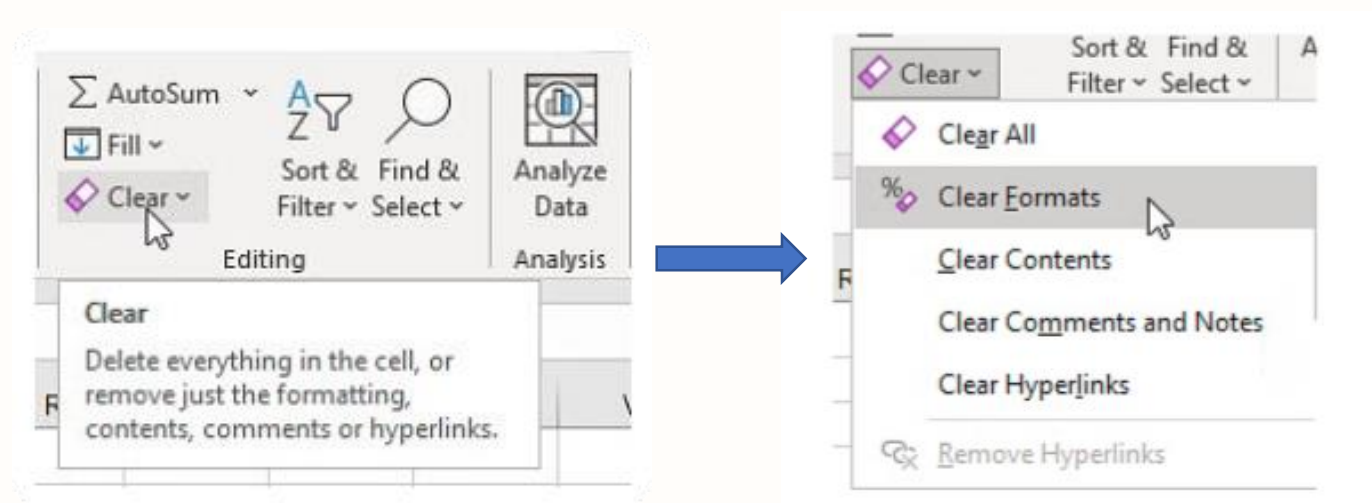 AutoSum
Fill
Clear
A
Z
Sort &
Filter
Find &
Select
Analyze
Data
Editing
Analysis
Clear
Delete everything in the cell, or
remove just the formatting,
contents, comments or hyperlinks.
R
Clear
Sort &
Filter
Find &
Select
A
Clear All
% Clear Formats
Clear Contents
Clear Comments and Notes
Clear Hyperlinks
Remove Hyperlinks
R